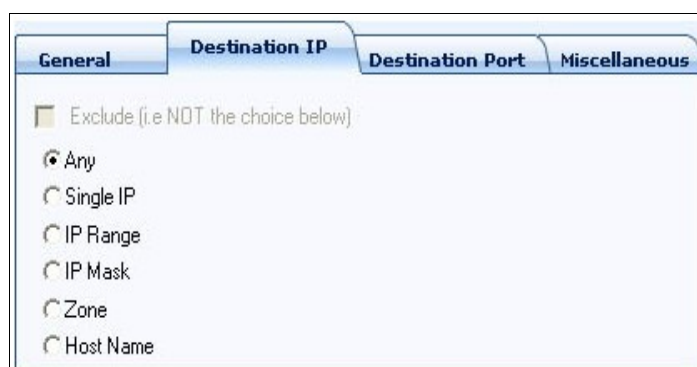 General Destination IP Destination Port Miscellaneous
Exclude (i.e NOT the choice below)
Any
Single IP
IP Range
IP Mask
Zone
Host Name